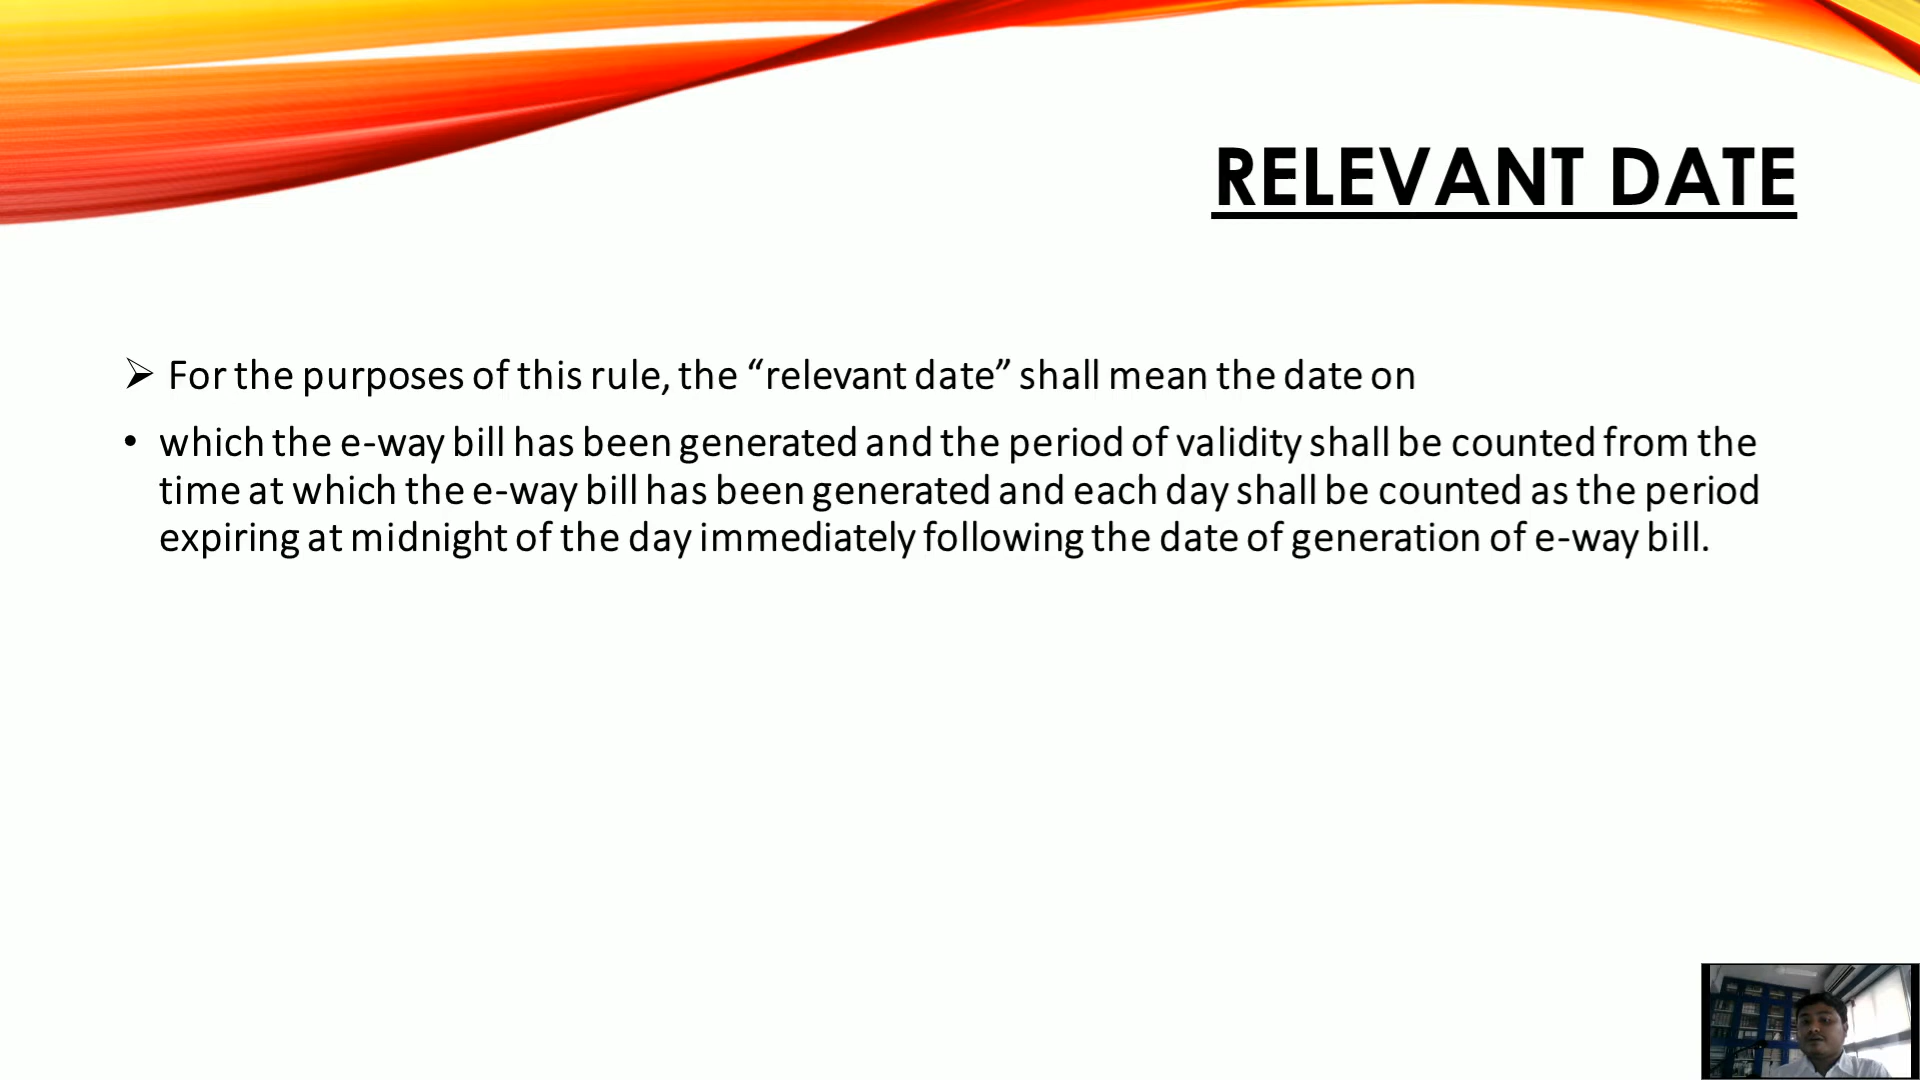 RELEVANT DATE
➢ For the purposes of this rule, the “relevant date” shall mean the date on
• which the e-way bill has been generated and the period of validity shall be counted from the
time at which the e-way bill has been generated and each day shall be counted as the period
expiring at midnight of the day immediately following the date of generation of e-way bill.